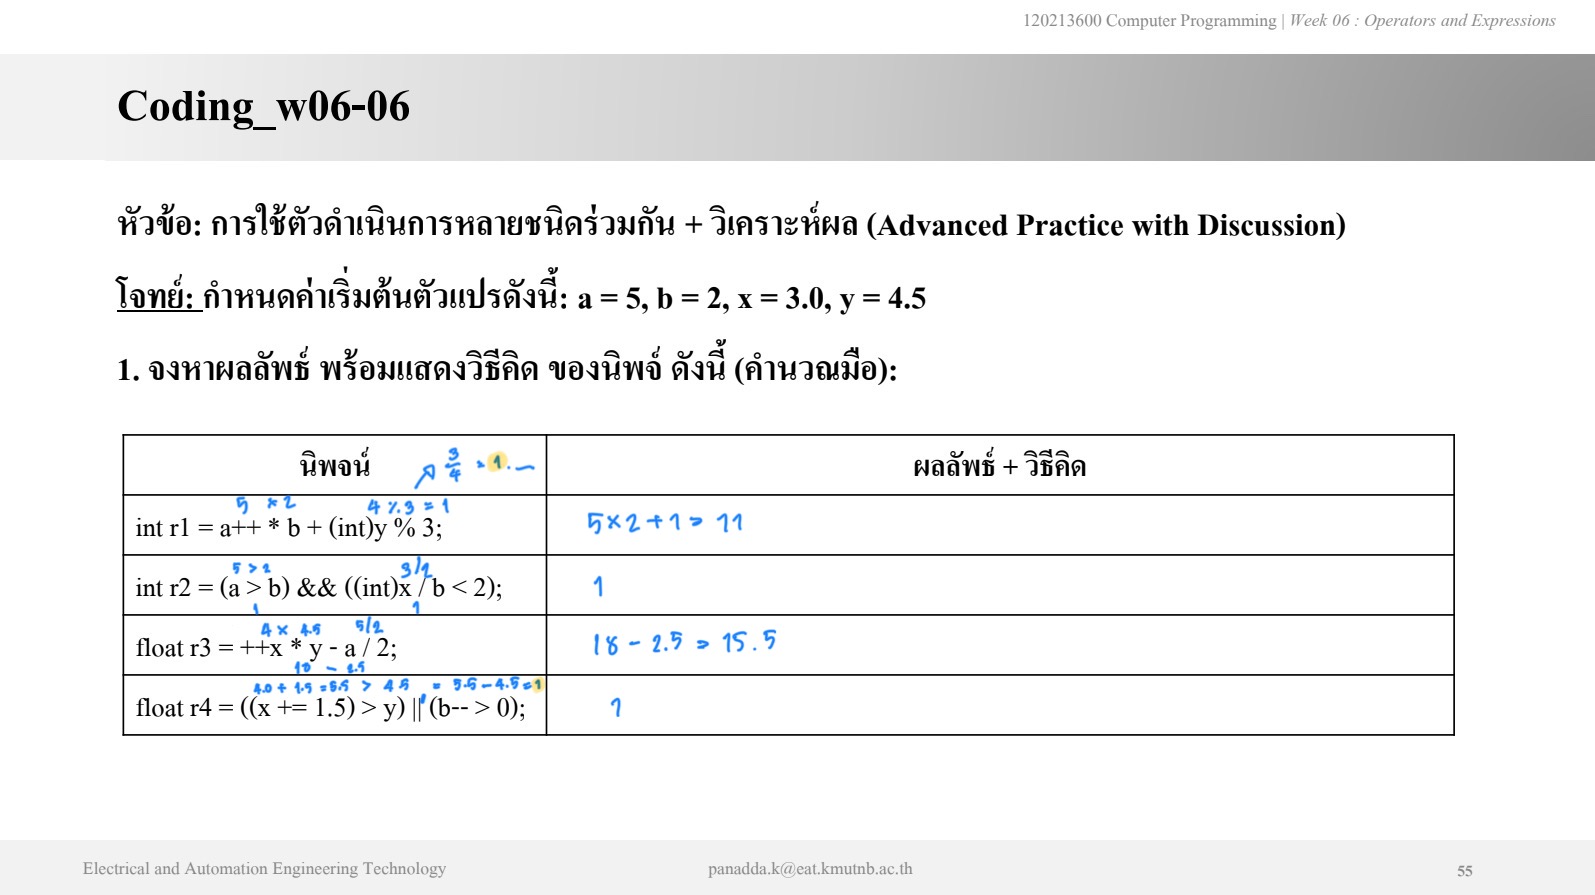 120213600 Computer Programming | Week 06 : Operators and Expressions
Coding_w06-06
หัวข้อ: การใช้ตัวดำเนินการหลายชนิดร่วมกัน + วิเคราะห์ผล (Advanced Practice with Discussion)
โจทย์: กำหนดค่าเริ่มต้นตัวแปรดังนี้: a = 5, b = 2, x = 3.0, y = 4.5
1. จงหาผลลัพธ์ พร้อมแสดงวิธีคิด ของนิพจ์ ดังนี้ (คำนวณมือ):
นิพจน์
3/4 = 1.
ผลลัพธ์ + วิธีคิด
5 × 2
4 % 3 = 1
int r1 = a++ * b + (int)y % 3;
5×2+1 = 11
5 > 2
3/2
int r2 = (a > b) && ((int)x / b < 2);
1
1
1
4 × 4.5
5/2
float r3 = ++x * y - a / 2;
18 - 2.5 = 15.5
18 - 2.5
4.0 + 1.5 = 5.5 > 4.5 = 5.5 - 4.5 = 1
float r4 = ((x += 1.5) > y) || (b-- > 0);
1
Electrical and Automation Engineering Technology
panadda.k@eat.kmutnb.ac.th
55